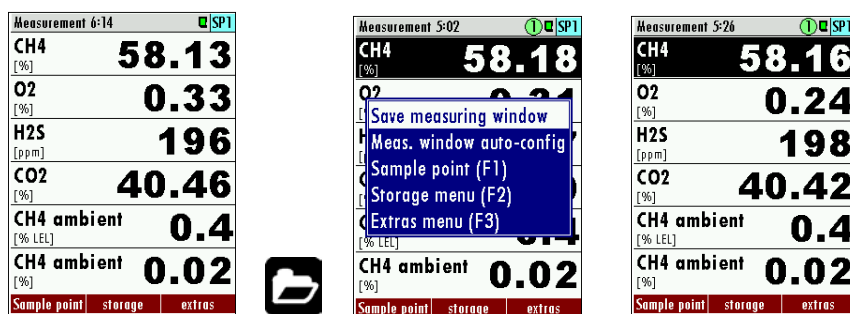 Measurement 6:14 SP1
CH4 58.13
[%]
O2 0.33
[%]
H2S 196
[ppm]
CO2 40.46
[%]
CH4 ambient 0.4
[% LEL]
CH4 ambient 0.02
[%]
Sample point storage extras
Measurement 5:02 1 SP1
CH4 58.18
[%]
O2
Save measuring window
Meas. window auto-config
Sample point (F1)
Storage menu (F2)
Extras menu (F3)
[% LEL]
CH4 ambient 0.02
[%]
Sample point storage extras
Measurement 5:26 1 SP1
CH4 58.16
[%]
O2 0.24
[%]
H2S 198
[ppm]
CO2 40.42
[%]
CH4 ambient 0.4
[% LEL]
CH4 ambient 0.02
[%]
Sample point storage extras